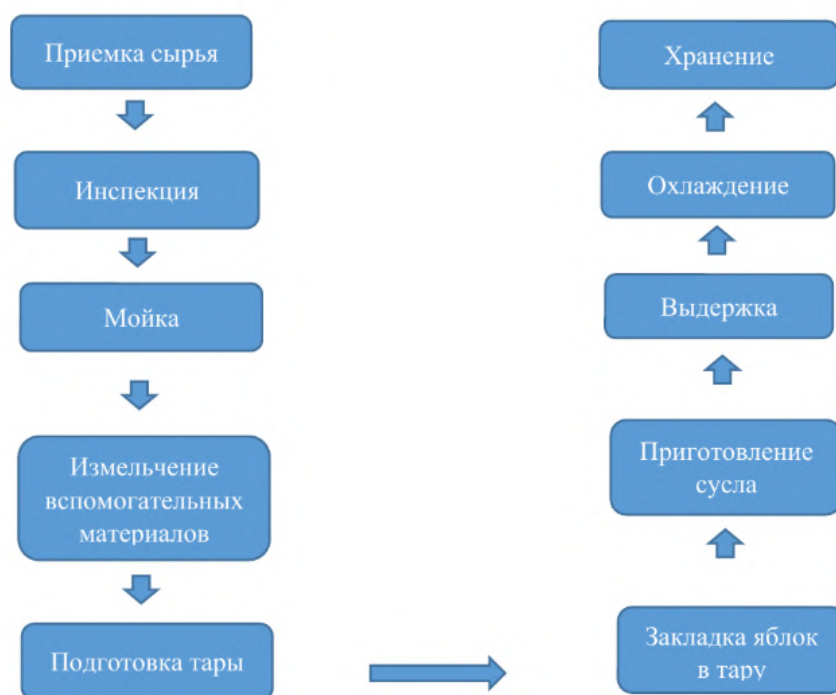 Приемка сырья
Инспекция
Мойка
Измельчение
вспомогательных
материалов
Подготовка тары
Закладка яблок
в тару
Приготовление
сусла
Выдержка
Охлаждение
Хранение